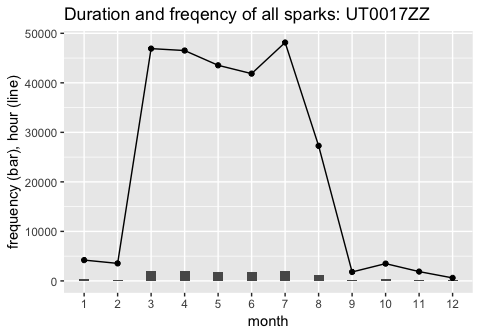 Duration and freqency of all sparks: UT0017ZZ
50000
40000
30000
20000
10000
0
frequency (bar), hour (line)
1 2 3 4 5 6 7 8 9 10 11 12
month